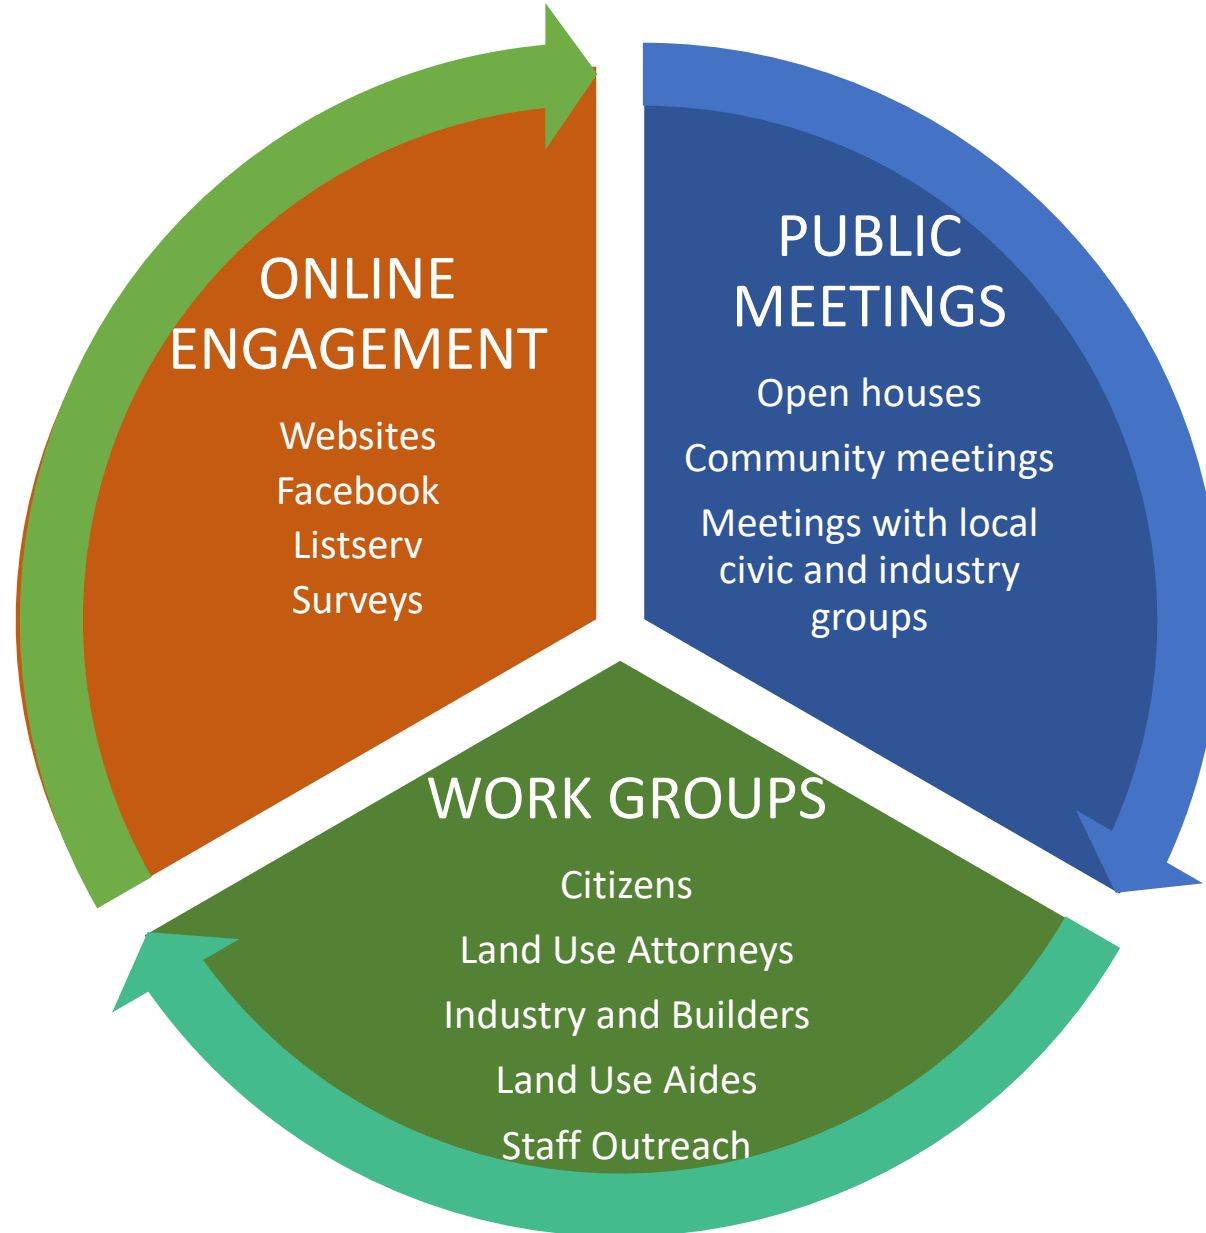 ONLINE
ENGAGEMENT
Websites
Facebook
Listserv
Surveys
PUBLIC
MEETINGS
Open houses
Community meetings
Meetings with local
civic and industry
groups
WORK GROUPS
Citizens
Land Use Attorneys
Industry and Builders
Land Use Aides
Staff Outreach